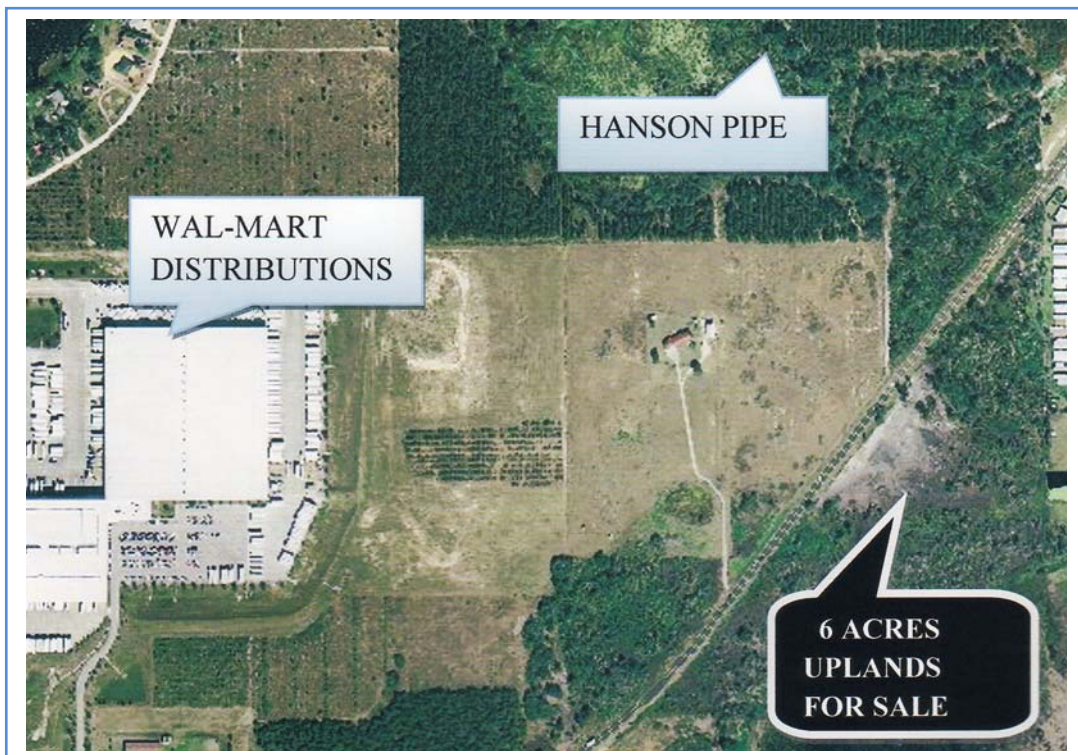 HANSON PIPE
WAL-MART
DISTRIBUTIONS
6 ACRES
UPLANDS
FOR SALE